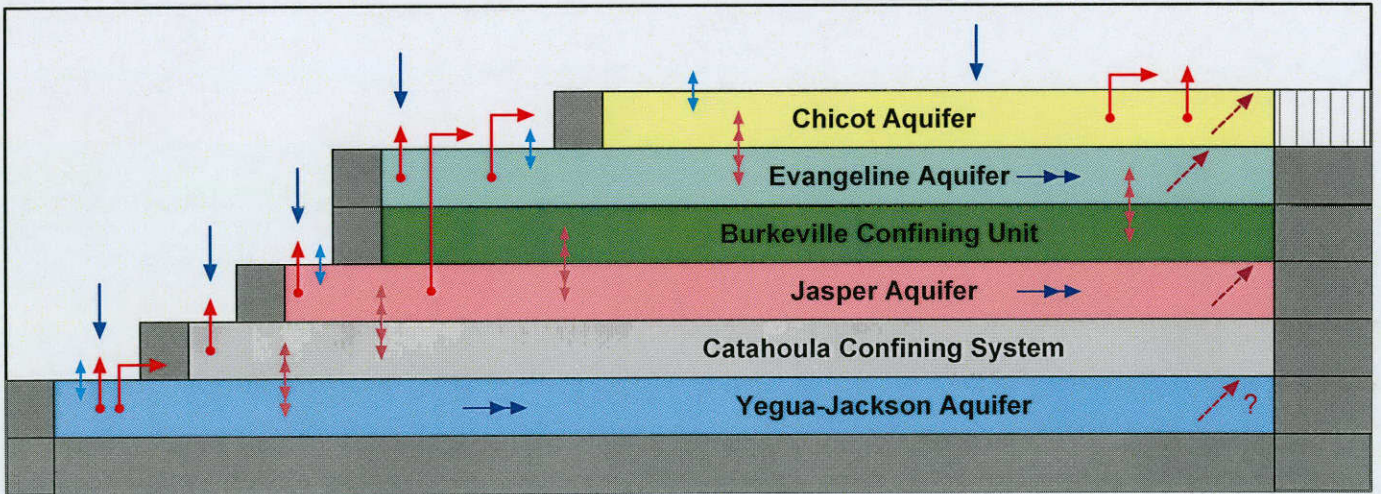 Chicot Aquifer
Evangeline Aquifer
Burkeville Confining Unit
Jasper Aquifer
Catahoula Confining System
Yegua-Jackson Aquifer
?